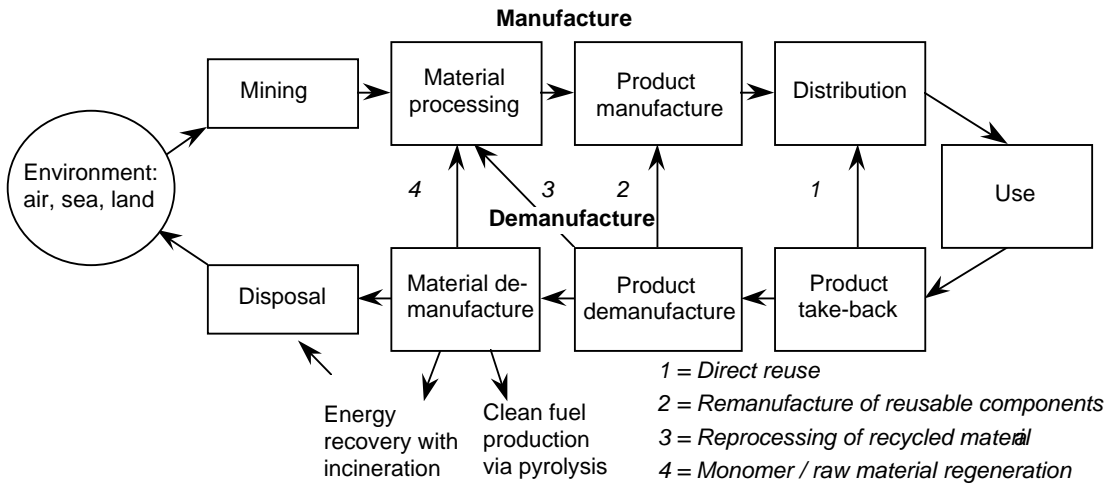 Manufacture
Mining
Material
processing
Product
manufacture
Distribution
Environment:
air, sea, land
Use
4
3
2
1
Demanufacture
Disposal
Material de-
manufacture
Product
demanufacture
Product
take-back
Energy
recovery with
incineration
Clean fuel
production
via pyrolysis
1 = Direct reuse
2 = Remanufacture of reusable components
3 = Reprocessing of recycled material
4 = Monomer / raw material regeneration